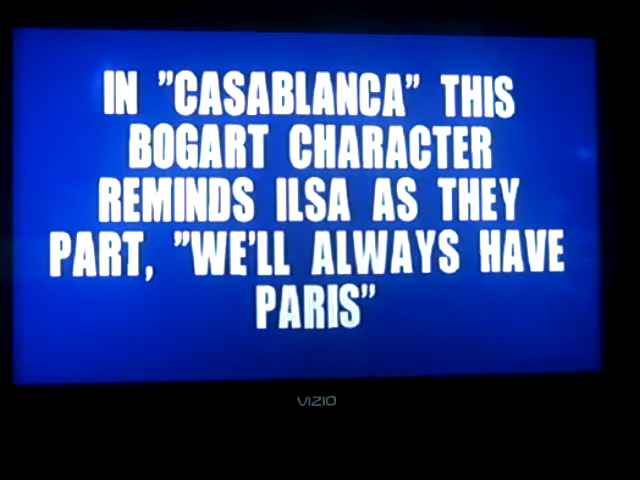 IN "CASABLANCA" THIS
BOGART CHARACTER
REMINDS ILSA AS THEY
PART, "WE'LL ALWAYS HAVE
PARIS"
VIZIO